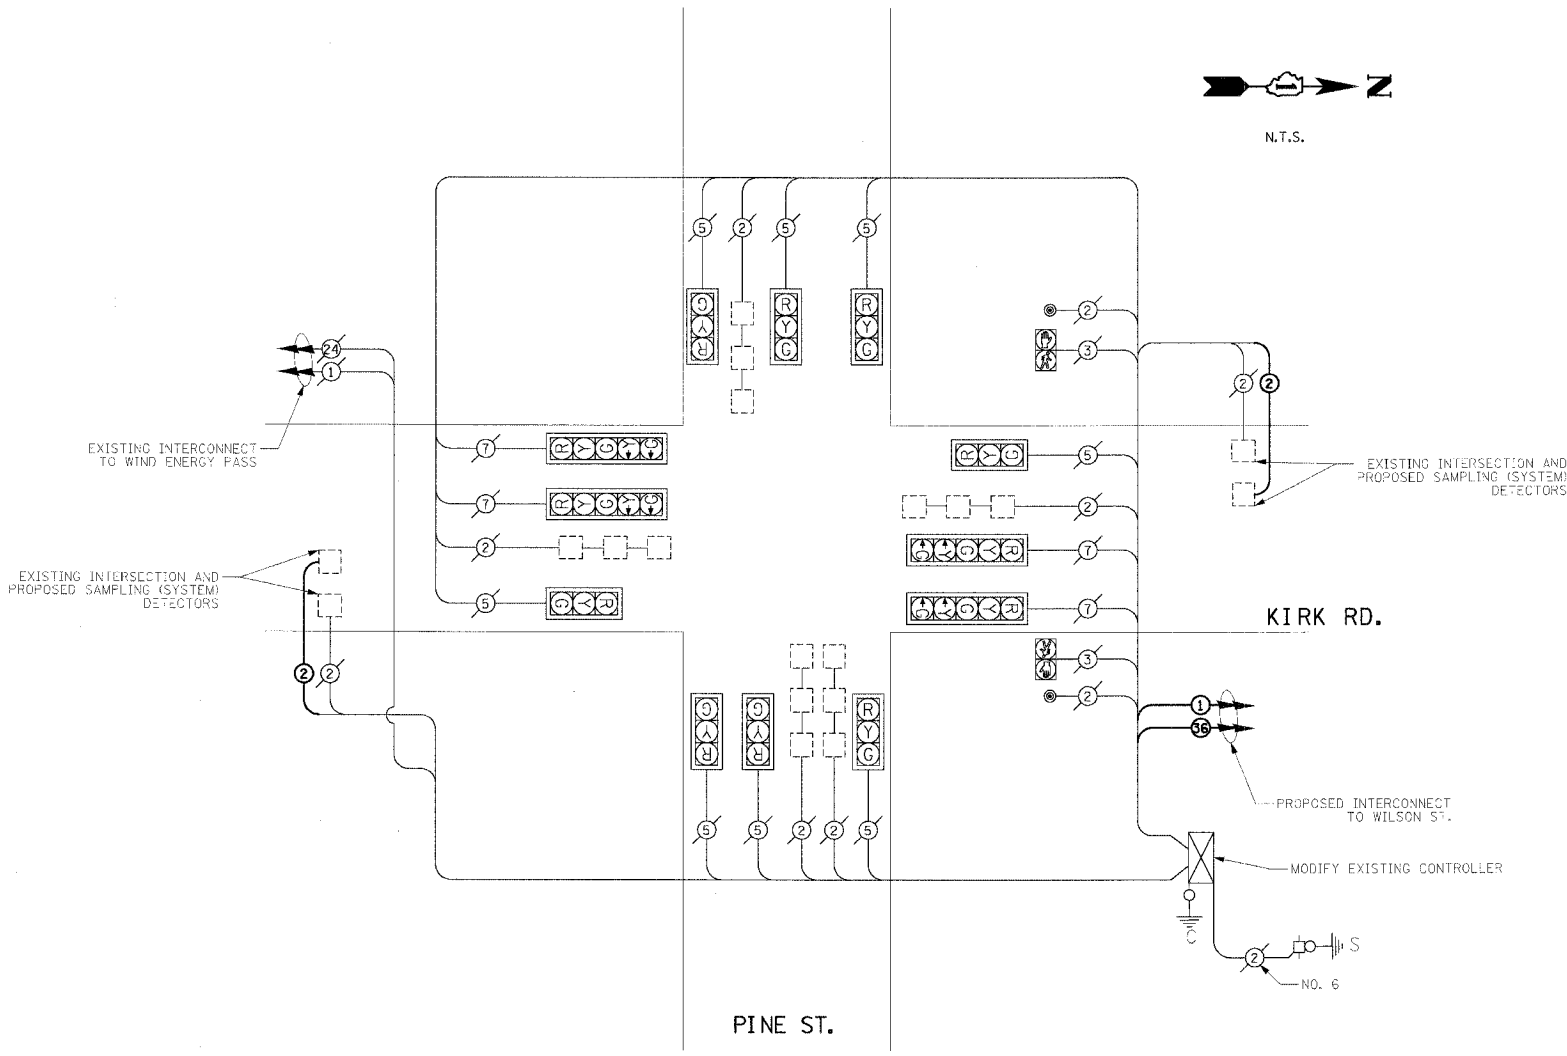 N
1
N.T.S.
5
2
5
5
G
Y
R
R
Y
G
R
Y
G
2
3
24
1
EXISTING INTERCONNECT
TO WIND ENERGY PASS
2
2
7
R Y G Y G
R Y G
5
EXISTING INTERSECTION AND
PROPOSED SAMPLING (SYSTEM)
DETECTORS
7
R Y G Y G
2
2
G Y G Y R
7
EXISTING INTERSECTION AND
PROPOSED SAMPLING (SYSTEM)
DETECTORS
5
G Y R
G Y G Y R
7
KIRK RD.
2
2
3
2
1
36
G
Y
R
G
Y
R
R
Y
G
PROPOSED INTERCONNECT
TO WILSON ST.
5
5
2
2
5
MODIFY EXISTING CONTROLLER
C
S
2
NO. 6
PINE ST.